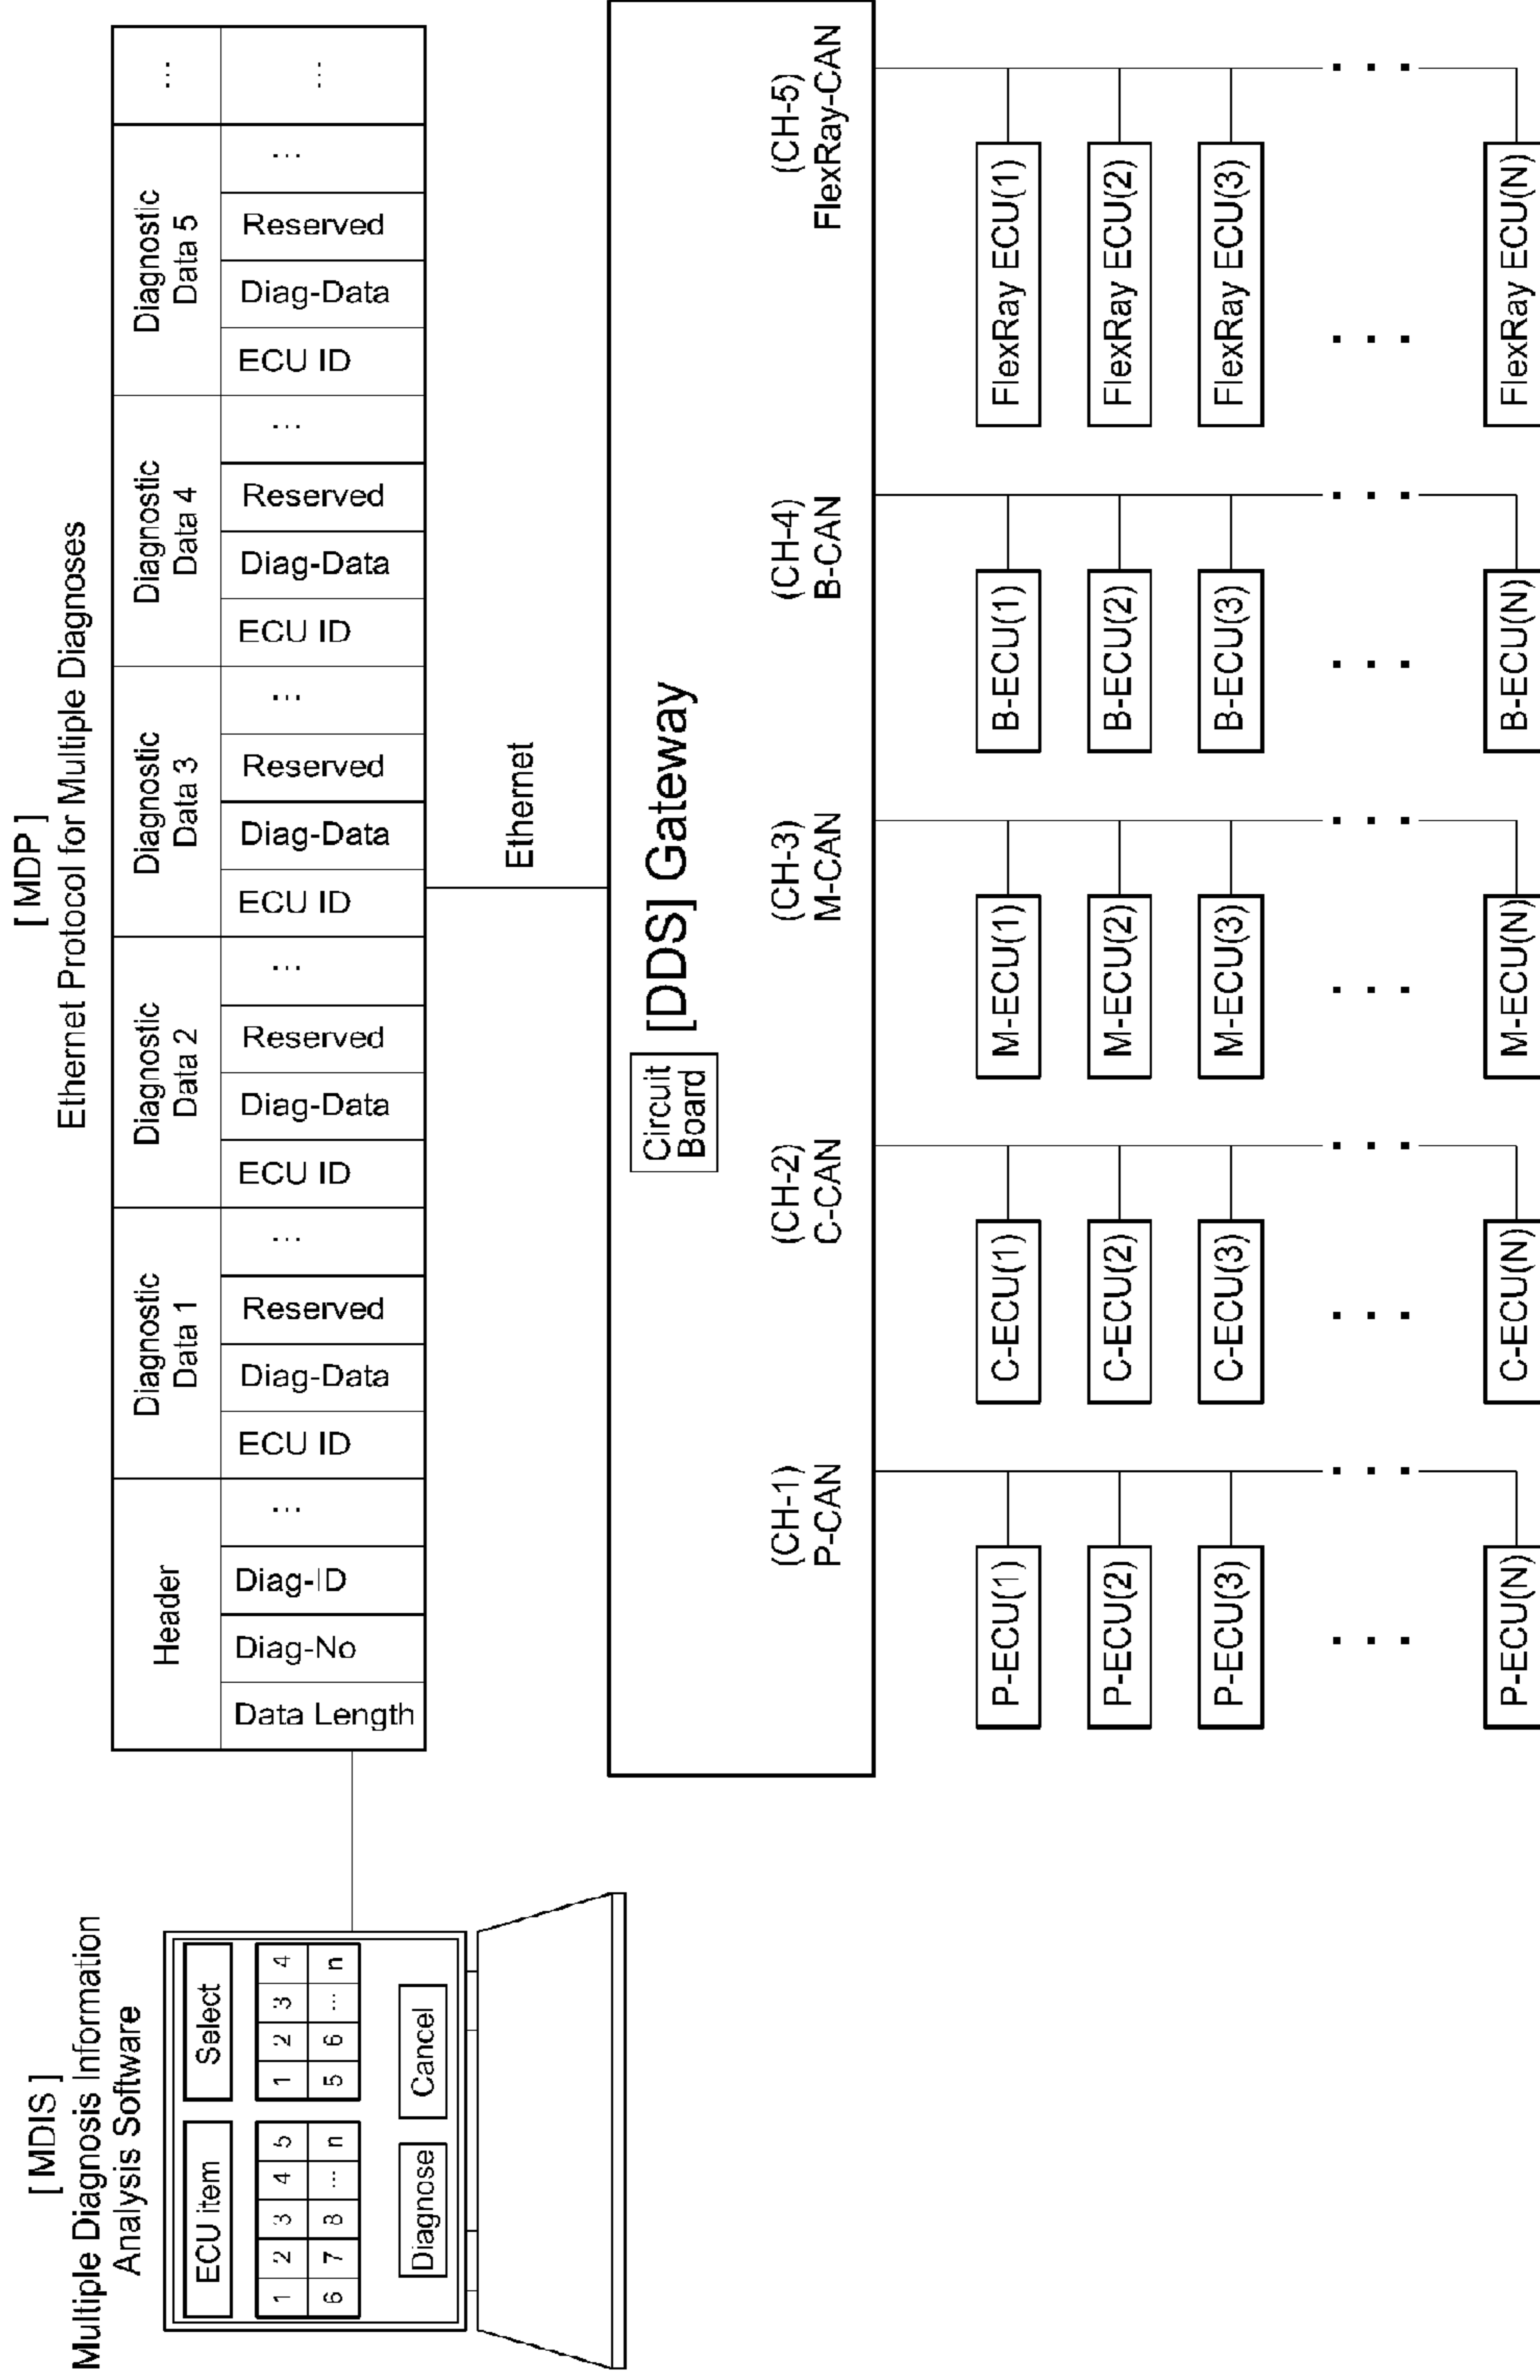 [ MDIS ]
Multiple Diagnosis Information
Analysis Software
ECU item
Select
1 2 3 4 5
6 7 8 ... n
1 2 3 4
5 6 ... n
Diagnose
Cancel
[ MDP ]
Ethernet Protocol for Multiple Diagnoses
Header
Diagnostic
Data 1
Diagnostic
Data 2
Diagnostic
Data 3
Diagnostic
Data 4
Diagnostic
Data 5
...
Data Length
Diag-No
Diag-ID
...
ECU ID
Diag-Data
Reserved
...
ECU ID
Diag-Data
Reserved
...
ECU ID
Diag-Data
Reserved
...
ECU ID
Diag-Data
Reserved
...
ECU ID
Diag-Data
Reserved
...
...
Ethernet
Circuit
Board
[DDS] Gateway
(CH-1)
P-CAN
(CH-2)
C-CAN
(CH-3)
M-CAN
(CH-4)
B-CAN
(CH-5)
FlexRay-CAN
P-ECU(1)
P-ECU(2)
P-ECU(3)
...
P-ECU(N)
...
C-ECU(1)
C-ECU(2)
C-ECU(3)
...
C-ECU(N)
...
M-ECU(1)
M-ECU(2)
M-ECU(3)
...
M-ECU(N)
...
B-ECU(1)
B-ECU(2)
B-ECU(3)
...
B-ECU(N)
...
FlexRay ECU(1)
FlexRay ECU(2)
FlexRay ECU(3)
...
FlexRay ECU(N)
...